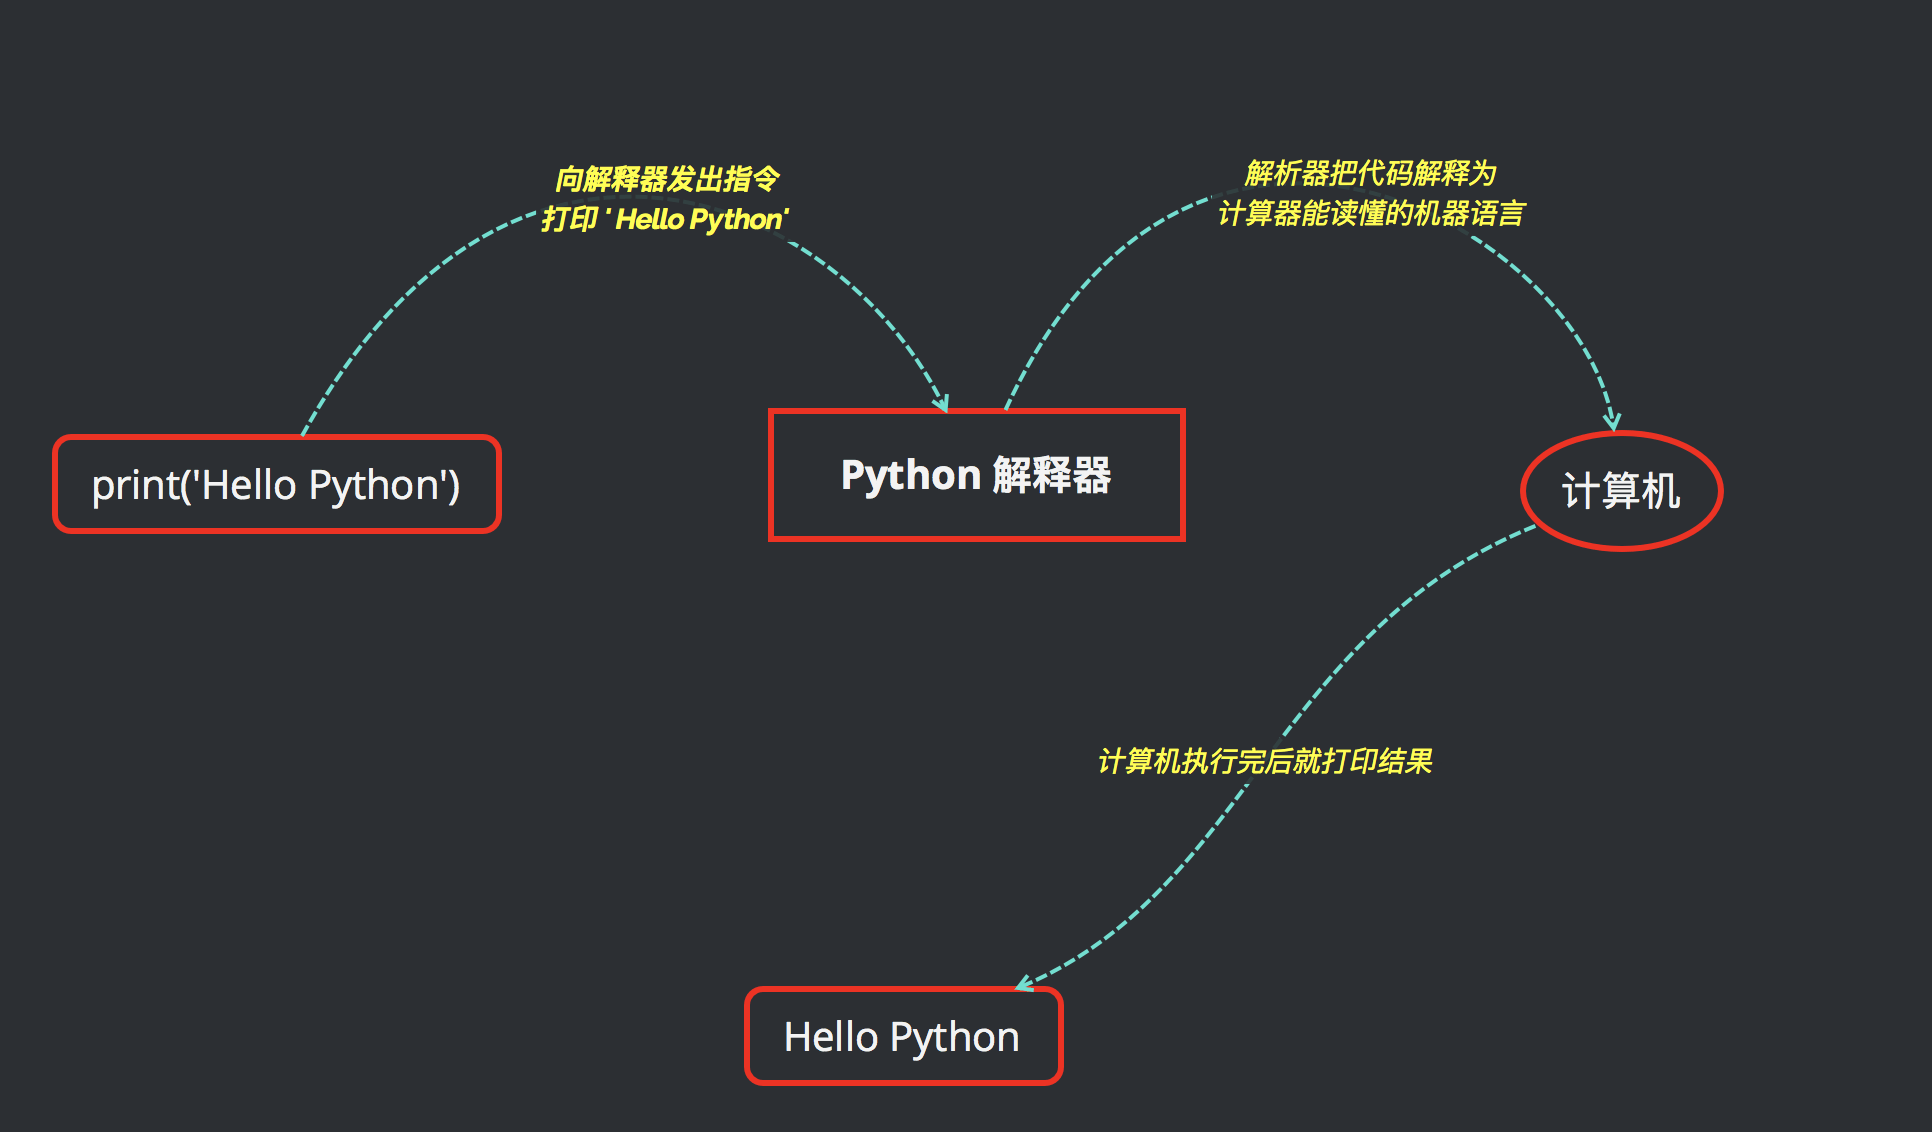 向解释器发出指令
打印 ' Hello Python'
解析器把代码解释为
计算器能读懂的机器语言
print('Hello Python')
Python 解释器
计算机
计算机执行完后就打印结果
Hello Python